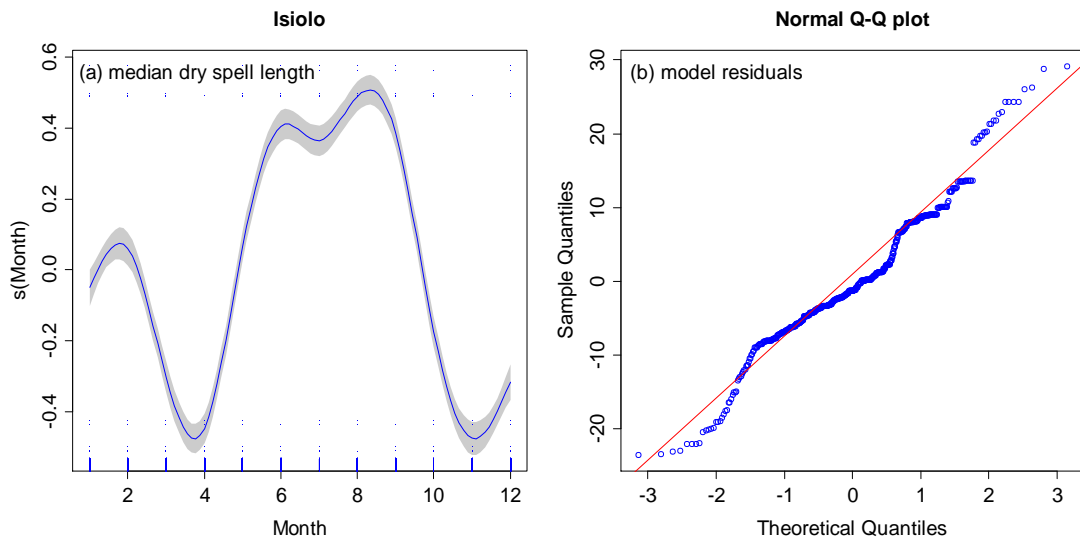 Isiolo
(a) median dry spell length
s(Month)
0.6
0.4
0.2
0.0
-0.2
-0.4
2 4 6 8 10 12
Month
Normal Q-Q plot
(b) model residuals
Sample Quantiles
30
20
10
0
-10
-20
-3 -2 -1 0 1 2 3
Theoretical Quantiles